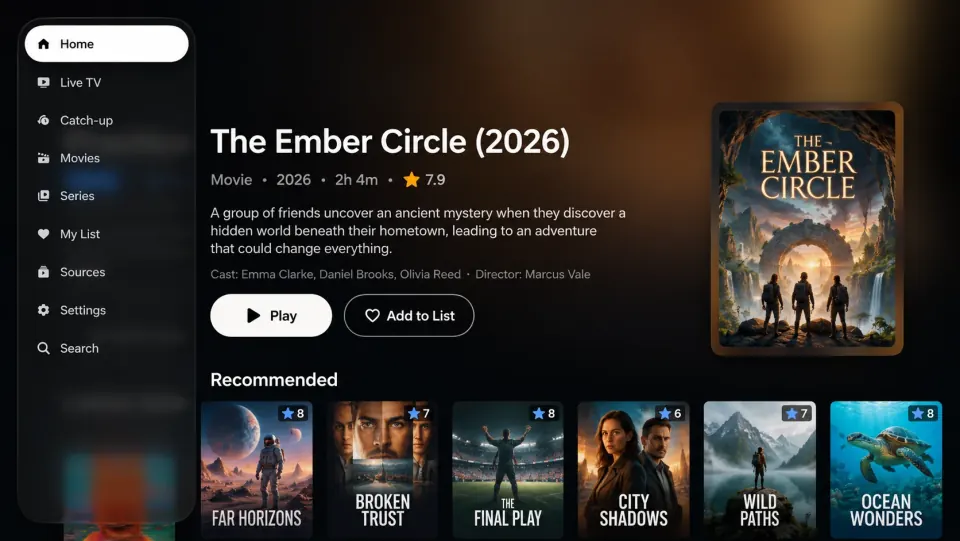 Home
Live TV
Catch-up
Movies
Series
My List
Sources
Settings
Search
The Ember Circle (2026)
Movie • 2026 • 2h 4m • 7.9
A group of friends uncover an ancient mystery when they discover a
hidden world beneath their hometown, leading to an adventure
that could change everything.
Cast: Emma Clarke, Daniel Brooks, Olivia Reed • Director: Marcus Vale
Play
Add to List
THE
EMBER
CIRCLE
Recommended
8
FAR HORIZONS
7
BROKEN
TRUST
8
THE
FINAL PLAY
6
CITY
SHADOWS
7
WILD
PATHS
8
OCEAN
WONDERS